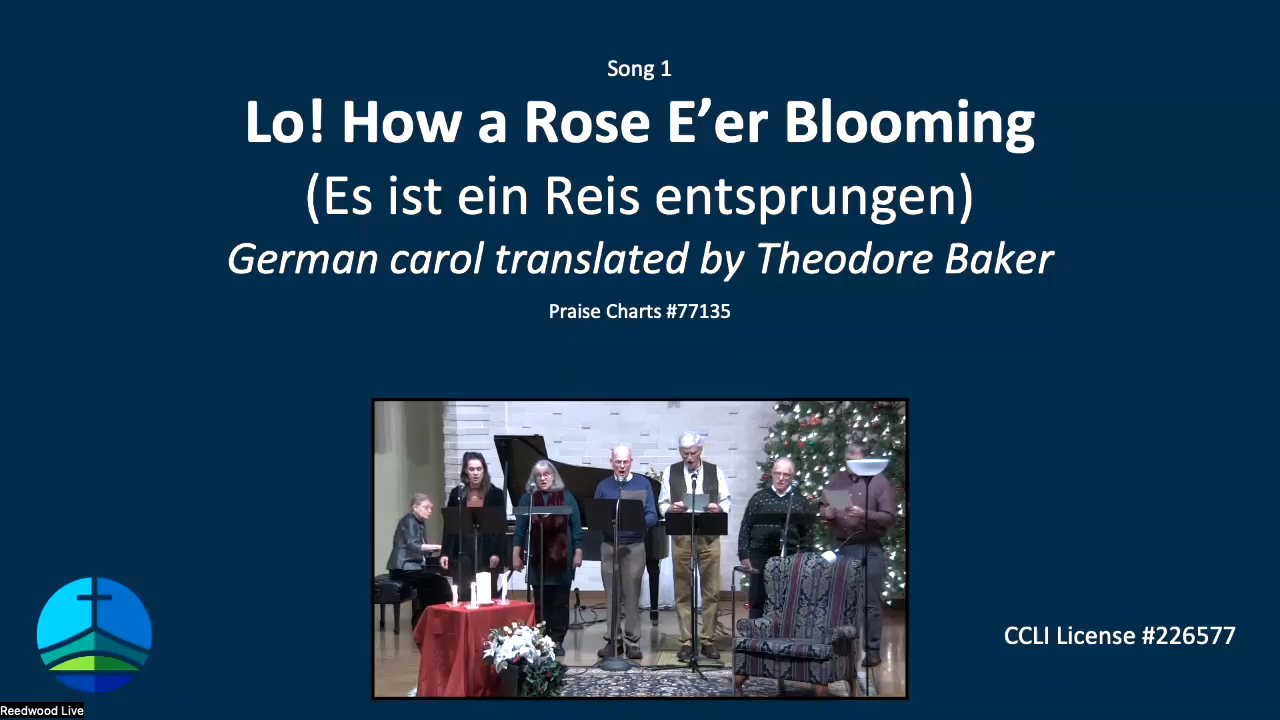 Song 1
Lo! How a Rose E’er Blooming
(Es ist ein Reis entsprungen)
German carol translated by Theodore Baker
Praise Charts #77135
CCLI License #226577
Reedwood Live